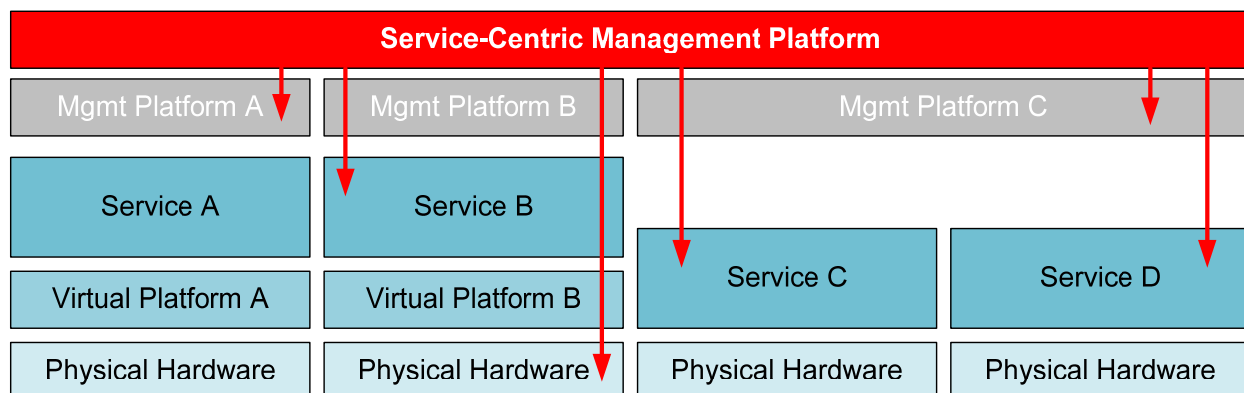 Service-Centric Management Platform
Mgmt Platform A
Mgmt Platform B
Mgmt Platform C
Service A
Service B
Service C
Service D
Virtual Platform A
Virtual Platform B
Physical Hardware
Physical Hardware
Physical Hardware
Physical Hardware